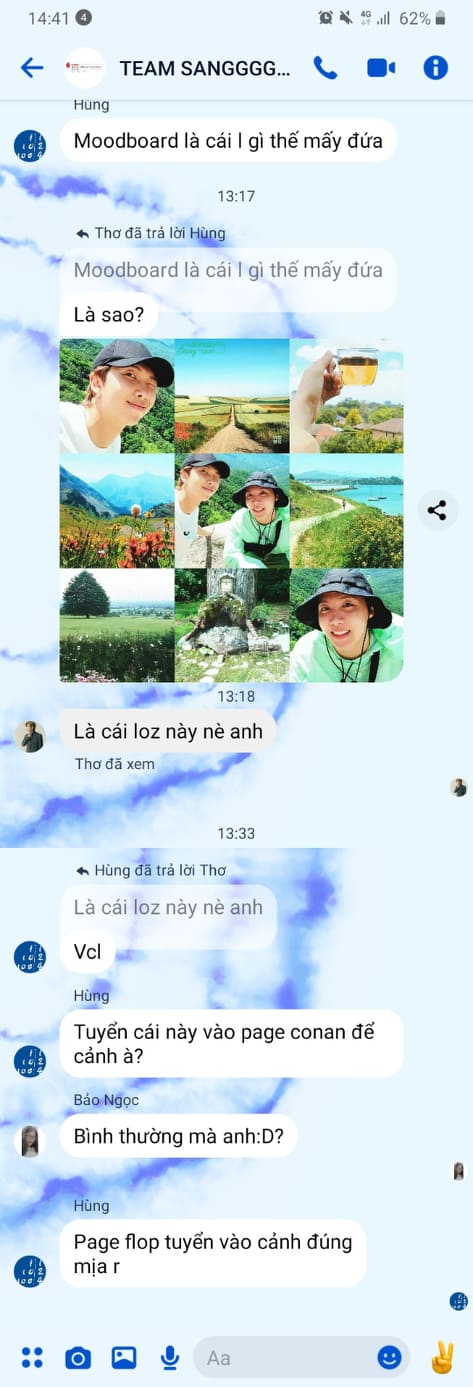 14:41 4
4G 62%
TEAM SANGGGG...
Hùng
Moodboard là cái l gì thế mấy đứa
13:17
Thơ đã trả lời Hùng
Moodboard là cái l gì thế mấy đứa
Là sao?
13:18
Là cái loz này nè anh
Thơ đã xem
13:33
Hùng đã trả lời Thơ
Là cái loz này nè anh
Vcl
Hùng
Tuyển cái này vào page conan để
cảnh à?
Bảo Ngọc
Bình thường mà anh:D?
Hùng
Page flop tuyển vào cảnh đúng
mịa r
Aa